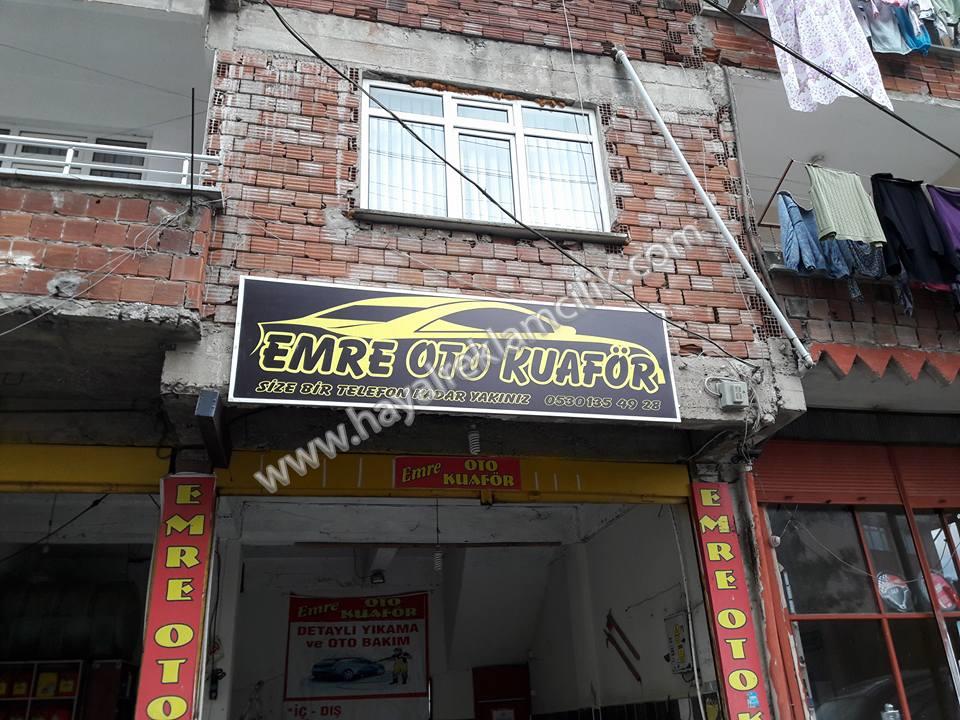 EMRE OTO KUAFÖR
SİZE BİR TELEFON KADAR YAKINIZ 0530 135 49 28
www.hayalreklamcilik.com
Emre OTO KUAFÖR
EMRE OTO
EMRE OTO K
Emre OTO KUAFÖR
DETAYLI YIKAMA
ve OTO BAKIM
İÇ - DIŞ